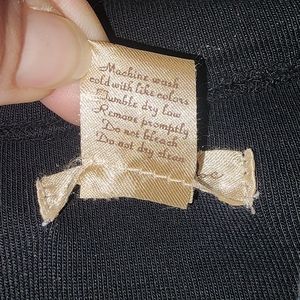 Machine wash
cold with like colors
Tumble dry low
Remove promptly
Do not bleach
Do not dry clean